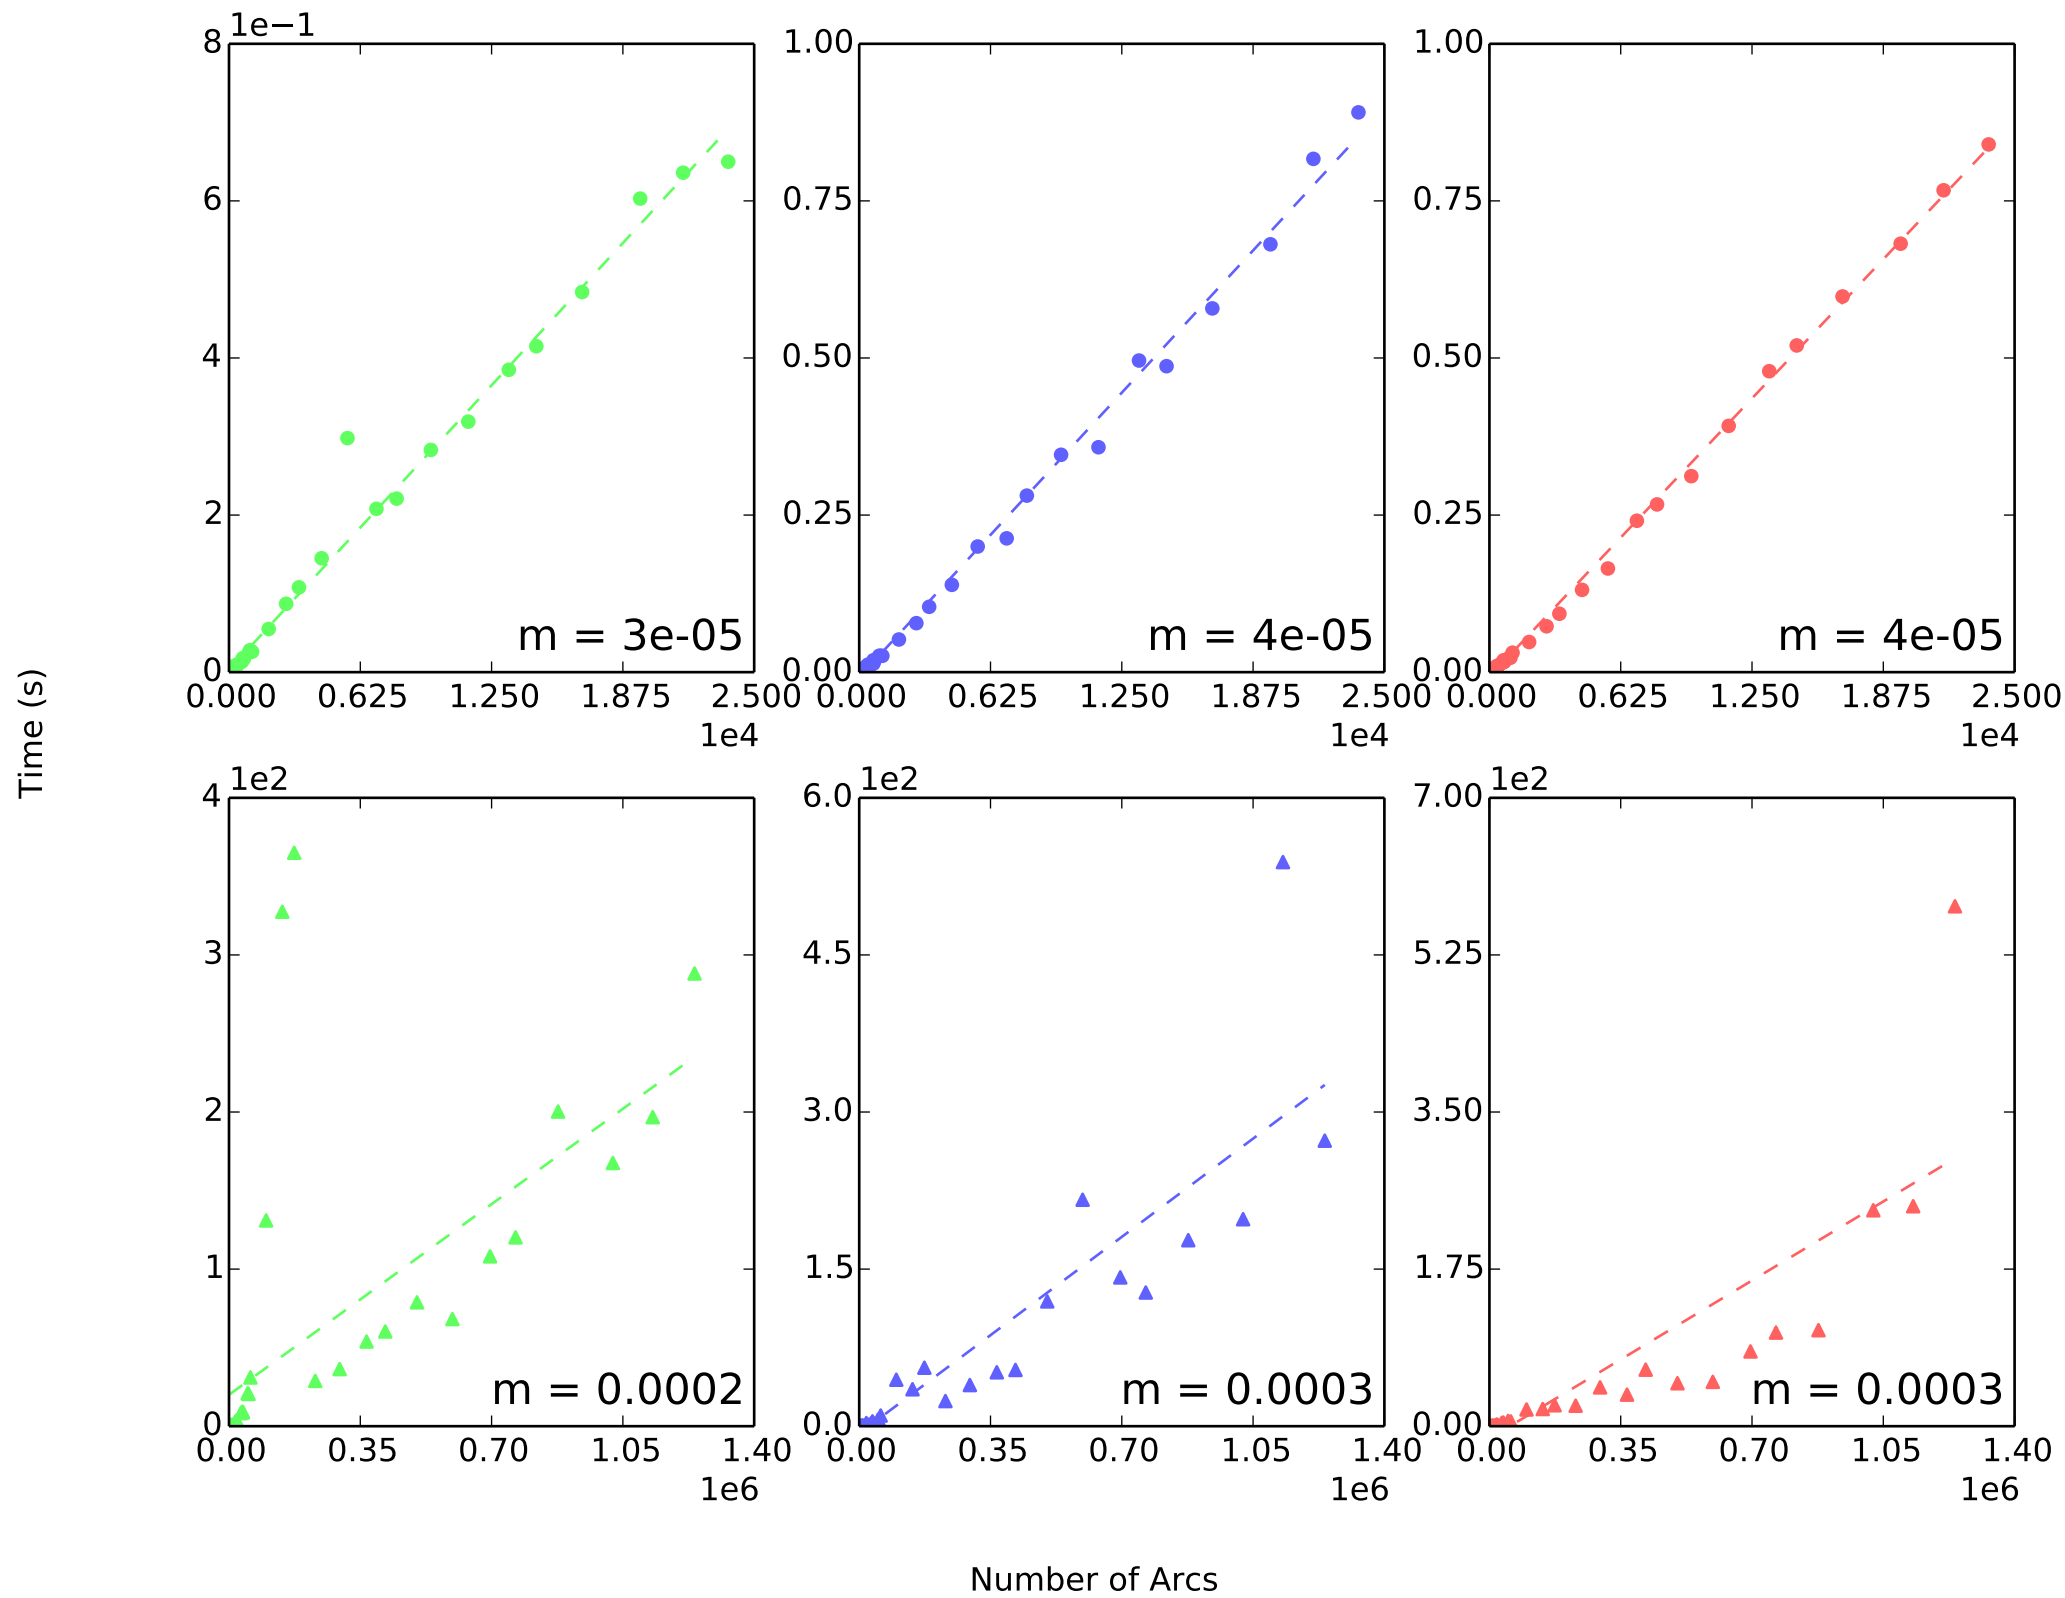 1e−1
8
6
4
2
0
0.000 0.625 1.250 1.875 2.500
1e4
m = 3e-05
1.00
0.75
0.50
0.25
0.00
0.000 0.625 1.250 1.875 2.500
1e4
m = 4e-05
1.00
0.75
0.50
0.25
0.00
0.000 0.625 1.250 1.875 2.500
1e4
m = 4e-05
Time (s)
1e2
4
3
2
1
0
0.00 0.35 0.70 1.05 1.40
1e6
m = 0.0002
1e2
6.0
4.5
3.0
1.5
0.0
0.00 0.35 0.70 1.05 1.40
1e6
m = 0.0003
1e2
7.00
5.25
3.50
1.75
0.00
0.00 0.35 0.70 1.05 1.40
1e6
m = 0.0003
Number of Arcs